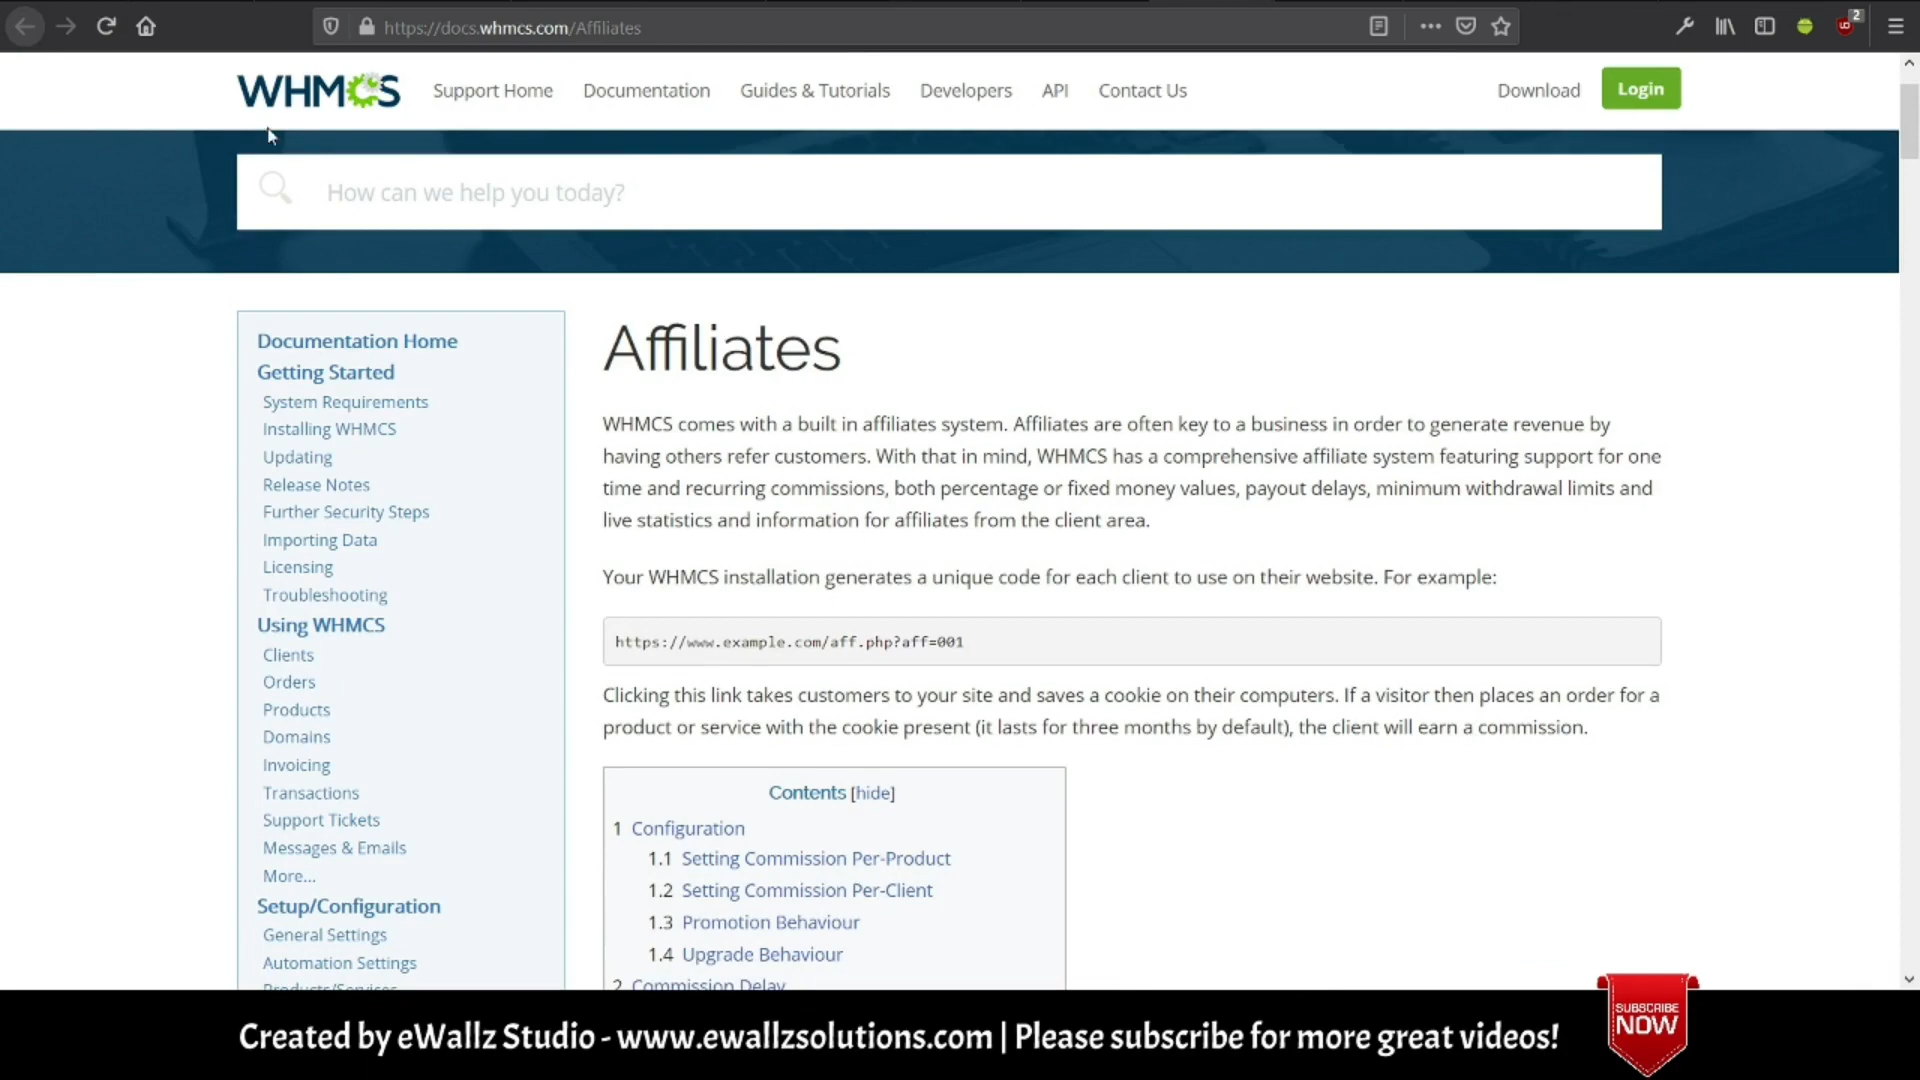 https://docs.whmcs.com/Affiliates
2
WHMCS
Support Home
Documentation
Guides & Tutorials
Developers
API
Contact Us
Download
Login
How can we help you today?
Documentation Home
Getting Started
System Requirements
Installing WHMCS
Updating
Release Notes
Further Security Steps
Importing Data
Licensing
Troubleshooting
Using WHMCS
Clients
Orders
Products
Domains
Invoicing
Transactions
Support Tickets
Messages & Emails
More...
Setup/Configuration
General Settings
Automation Settings
Products/Services
Affiliates
WHMCS comes with a built in affiliates system. Affiliates are often key to a business in order to generate revenue by
having others refer customers. With that in mind, WHMCS has a comprehensive affiliate system featuring support for one
time and recurring commissions, both percentage or fixed money values, payout delays, minimum withdrawal limits and
live statistics and information for affiliates from the client area.
Your WHMCS installation generates a unique code for each client to use on their website. For example:
https://www.example.com/aff.php?aff=001
Clicking this link takes customers to your site and saves a cookie on their computers. If a visitor then places an order for a
product or service with the cookie present (it lasts for three months by default), the client will earn a commission.
Contents [hide]
1 Configuration
1.1 Setting Commission Per-Product
1.2 Setting Commission Per-Client
1.3 Promotion Behaviour
1.4 Upgrade Behaviour
2 Commission Delay
Created by eWallz Studio - www.ewallzsolutions.com | Please subscribe for more great videos!
SUBSCRIBE
NOW